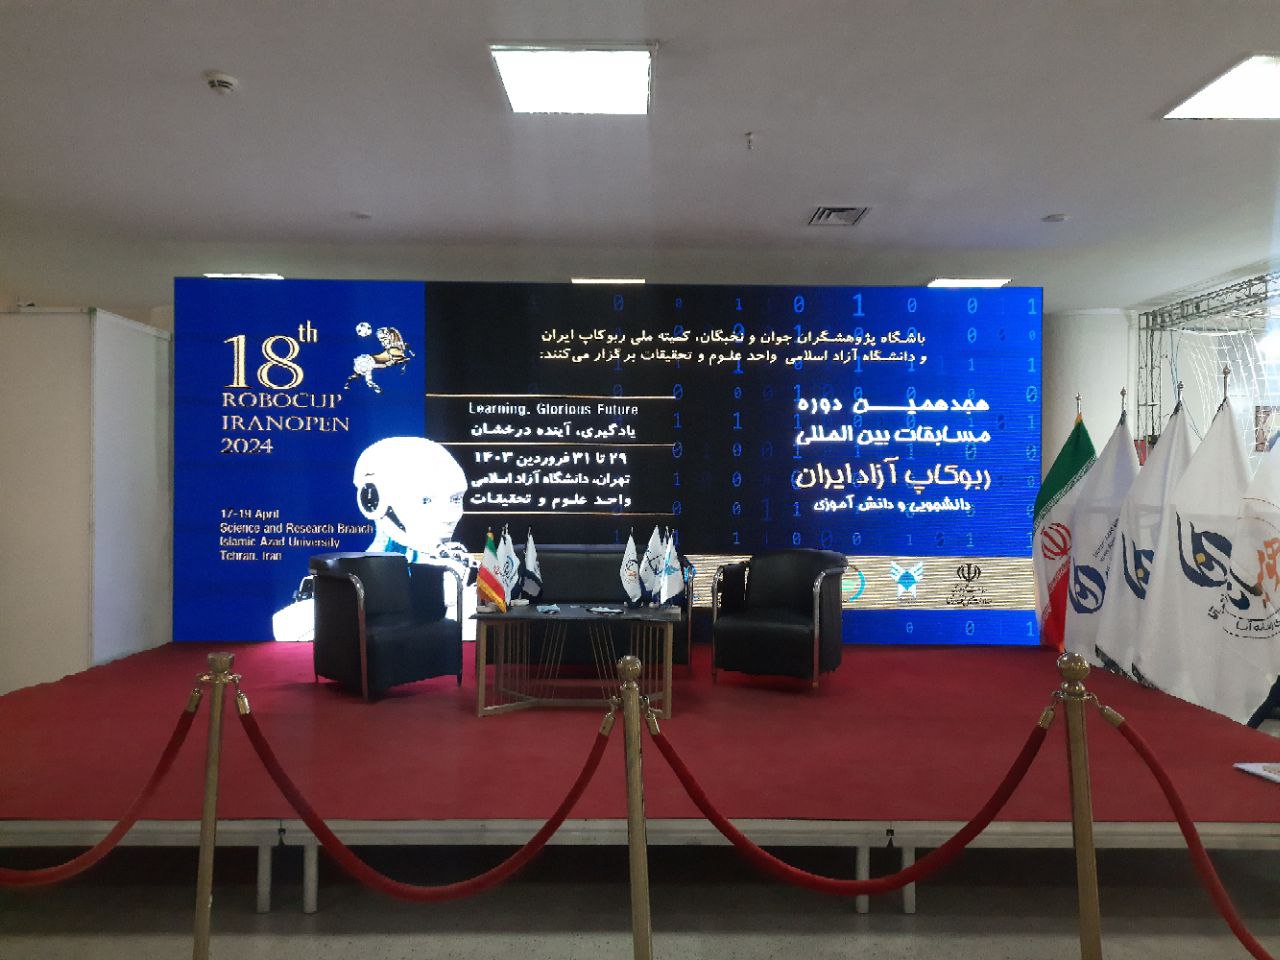 18th
ROBOCUP
IRANOPEN
2024
17-19 April
Science and Research Branch
Islamic Azad University
Tehran, Iran
باشگاه پژوهشگران جوان و نخبگان، کمیته ملی ربوکاپ ایران
و دانشگاه آزاد اسلامی واحد علوم و تحقیقات برگزار می‌کنند:
هجدهمین دوره
مسابقات بین المللی
ربوکاپ آزاد ایران
دانشجویی و دانش آموزی
Learning, Glorious Future
یادگیری، آینده درخشان
۲۹ تا ۳۱ فروردین ۱۴۰۳
تهران، دانشگاه آزاد اسلامی
واحد علوم و تحقیقات